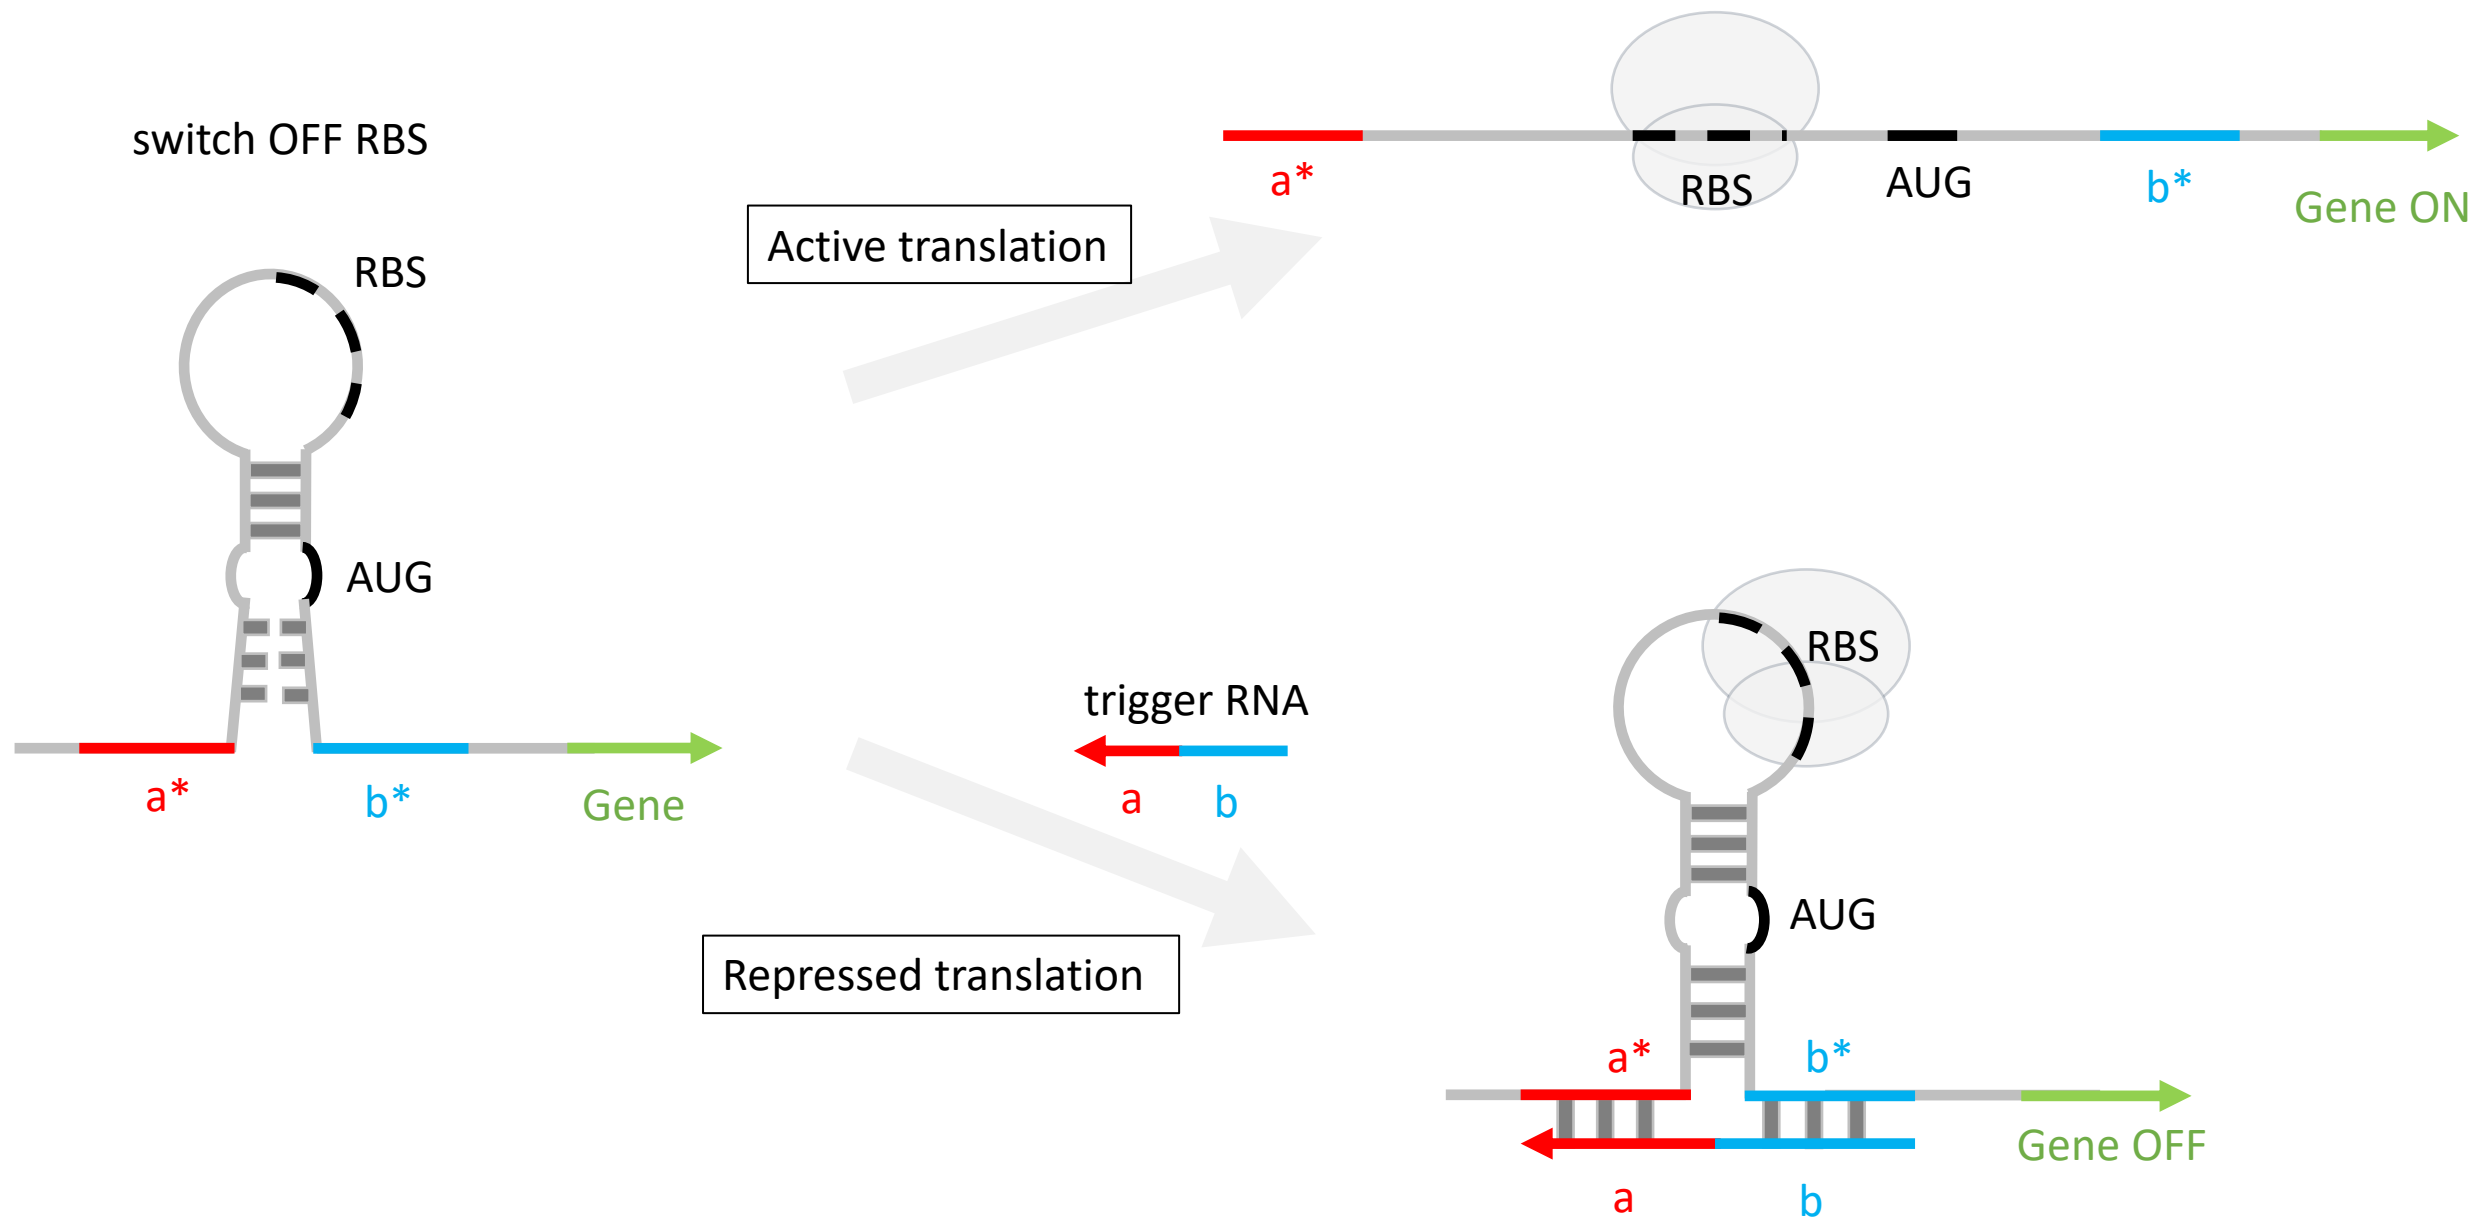 switch OFF RBS
RBS
AUG
a*
b*
Gene
Active translation
a*
RBS
AUG
b*
Gene ON
trigger RNA
a
b
Repressed translation
RBS
AUG
a*
b*
Gene OFF
a
b